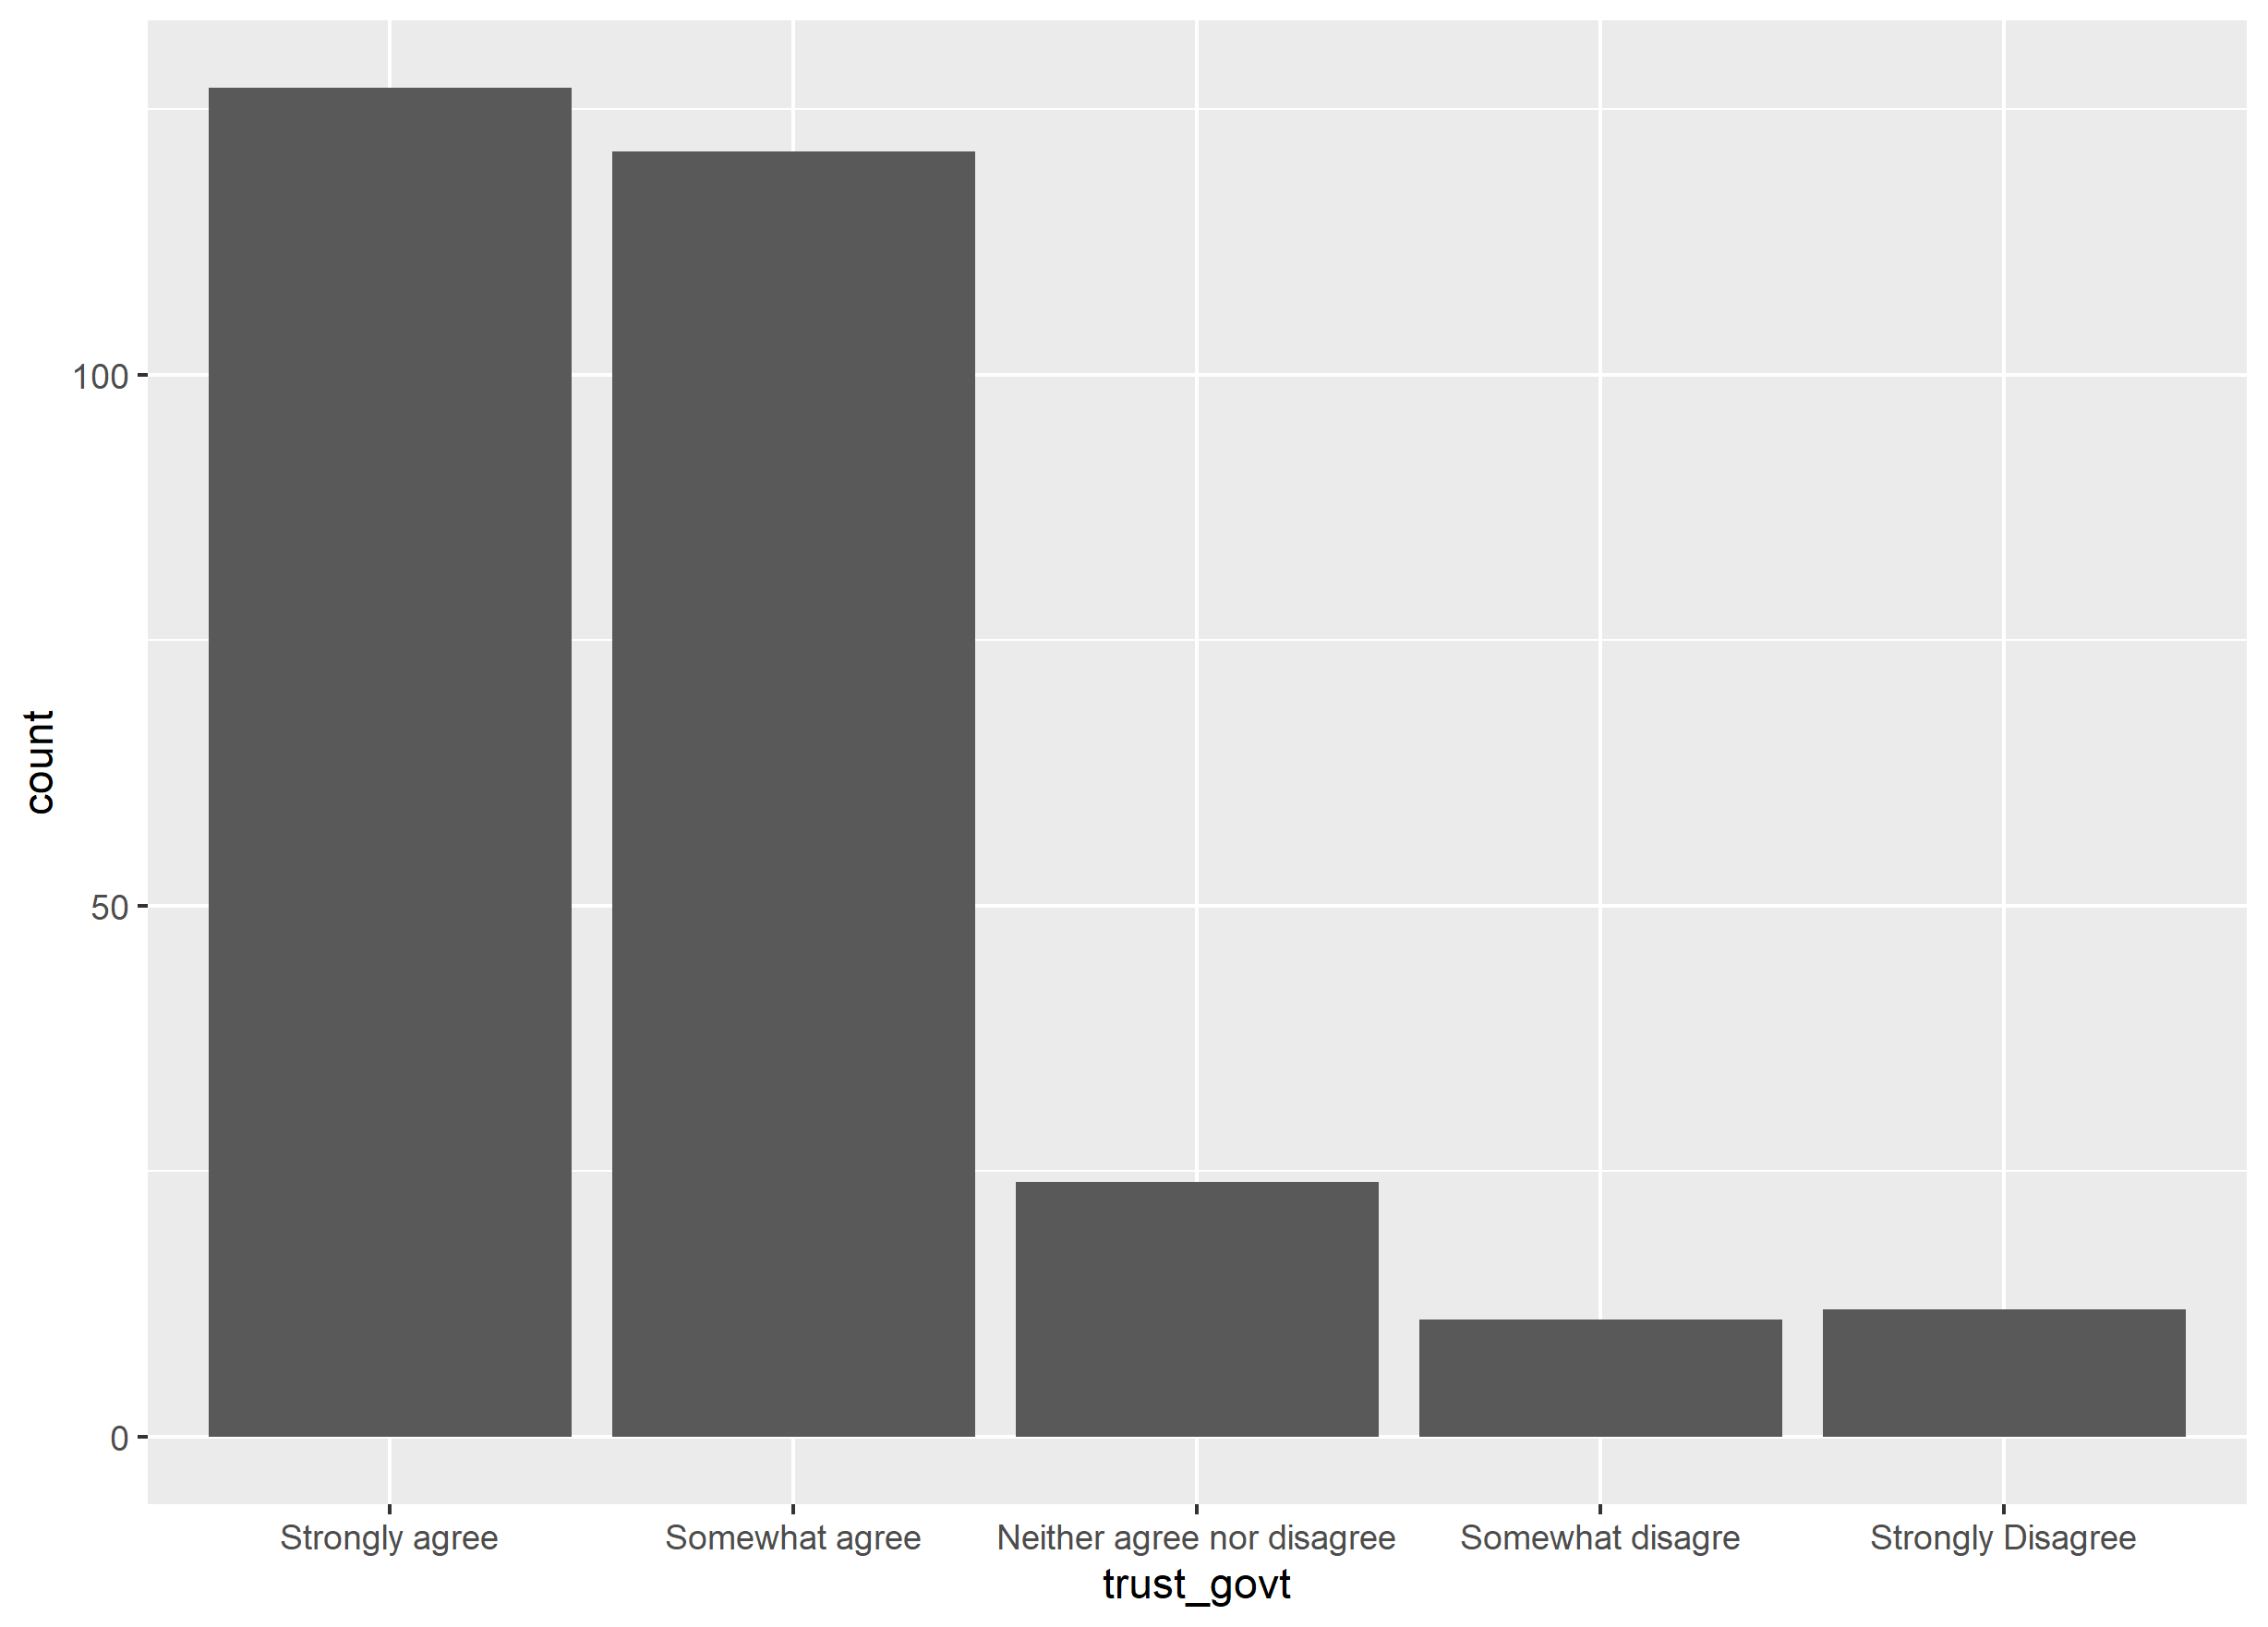 count
100
50
0
Strongly agree
Somewhat agree
Neither agree nor disagree
Somewhat disagre
Strongly Disagree
trust_govt